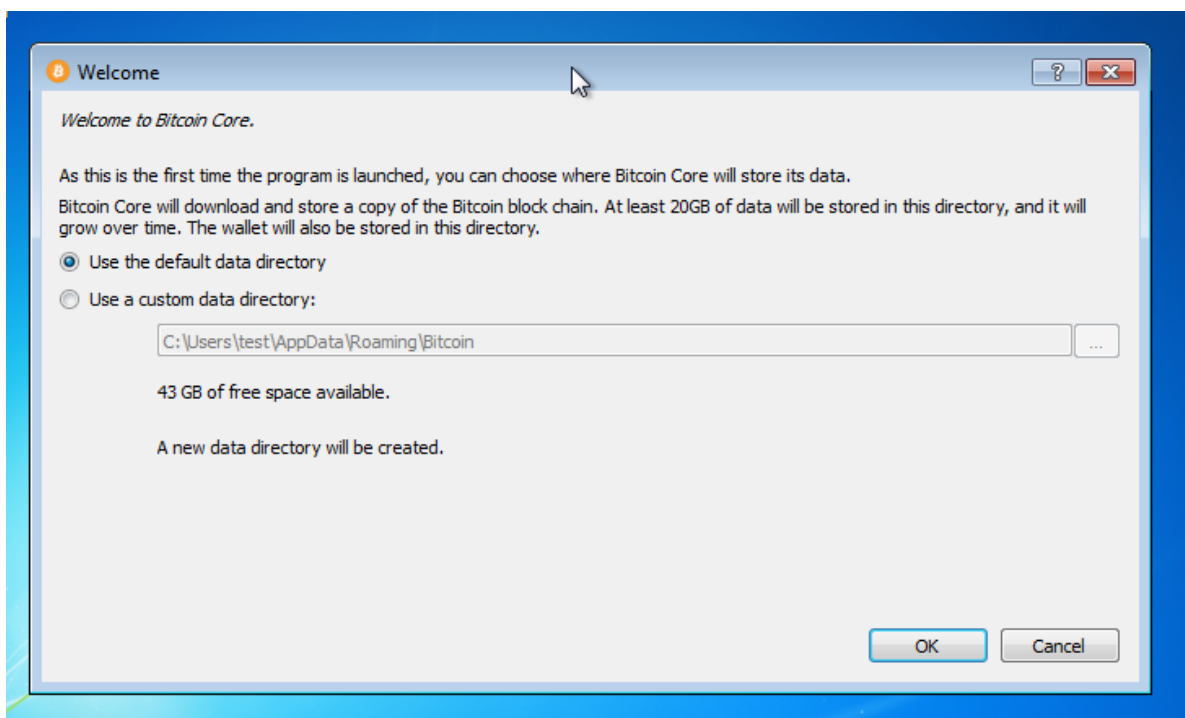 Welcome
Welcome to Bitcoin Core.
As this is the first time the program is launched, you can choose where Bitcoin Core will store its data.
Bitcoin Core will download and store a copy of the Bitcoin block chain. At least 20GB of data will be stored in this directory, and it will
grow over time. The wallet will also be stored in this directory.
Use the default data directory
Use a custom data directory:
C:\Users\test\AppData\Roaming\Bitcoin
...
43 GB of free space available.
A new data directory will be created.
OK
Cancel